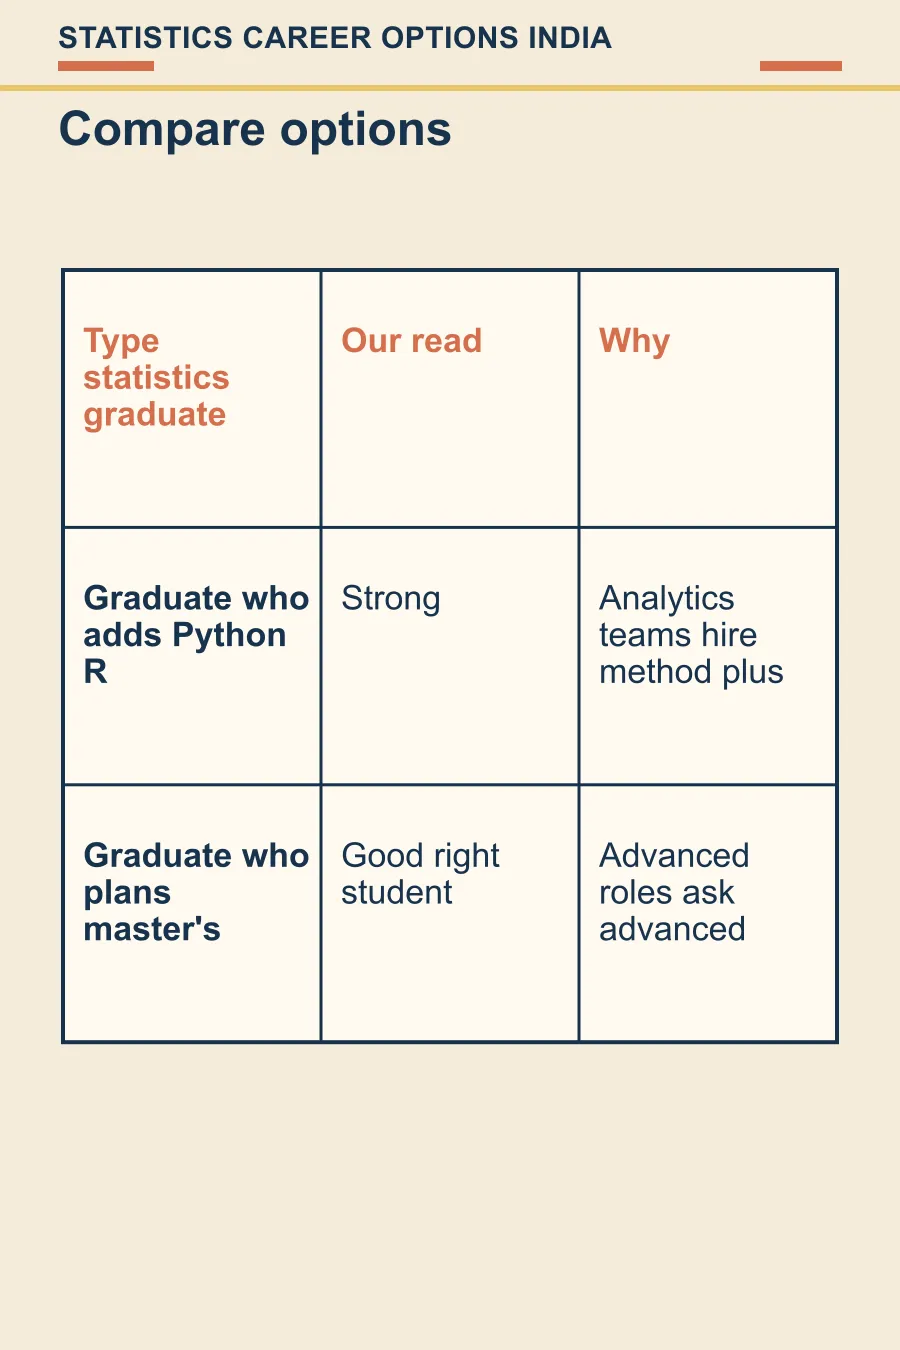 STATISTICS CAREER OPTIONS INDIA
Compare options
Type
statistics
graduate
Our read
Why
Graduate who
adds Python
R
Strong
Analytics
teams hire
method plus
Graduate who
plans
master's
Good right
student
Advanced
roles ask
advanced